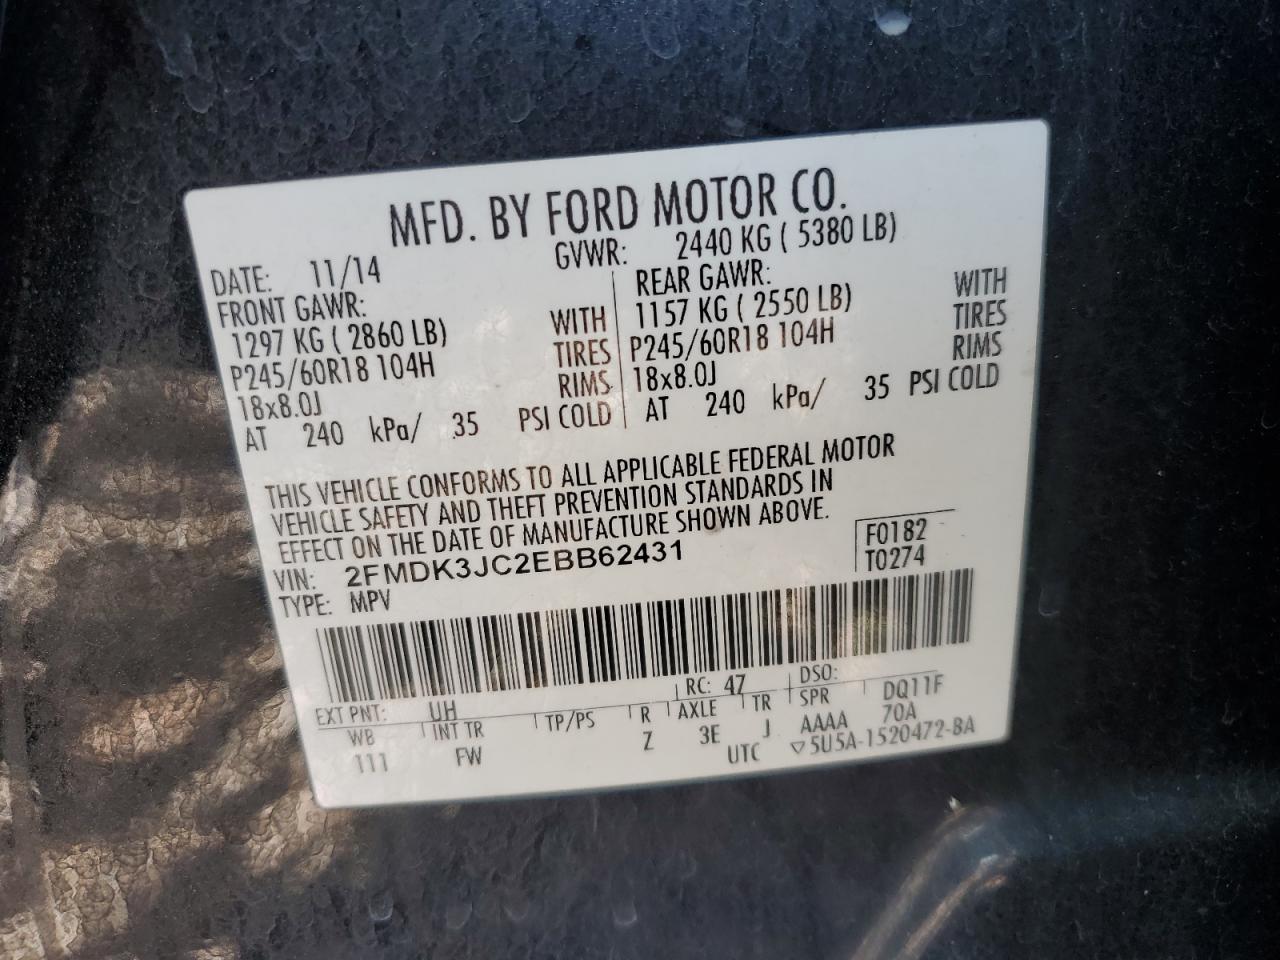 MFD. BY FORD MOTOR CO.
DATE: 11/14 GVWR: 2440 KG ( 5380 LB)
FRONT GAWR: REAR GAWR:
1297 KG ( 2860 LB) WITH 1157 KG ( 2550 LB) WITH
P245/60R18 104H TIRES P245/60R18 104H TIRES
18x8.0J RIMS 18x8.0J RIMS
AT 240 kPa/ 35 PSI COLD AT 240 kPa/ 35 PSI COLD
THIS VEHICLE CONFORMS TO ALL APPLICABLE FEDERAL MOTOR
VEHICLE SAFETY AND THEFT PREVENTION STANDARDS IN
EFFECT ON THE DATE OF MANUFACTURE SHOWN ABOVE.
F0182
VIN: 2FMDK3JC2EBB62431 T0274
TYPE: MPV
EXT PNT: UH RC: 47 DSO:
WB INT TR TP/PS R AXLE TR SPR DQ11F
111 FW Z 3E J AAAA 70A
UTC ▽5U5A-1520472-BA